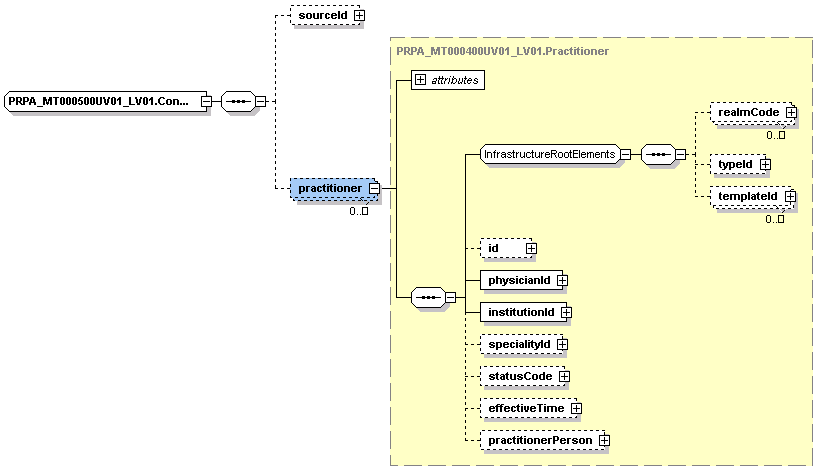 sourceId
PRPA_MT000400UV01_LV01.Practitioner
attributes
PRPA_MT000500UV01_LV01.Con...
realmCode
0..
InfrastructureRootElements
typeId
practitioner
templateId
0..
0..
id
physicianId
institutionId
specialityId
statusCode
effectiveTime
practitionerPerson